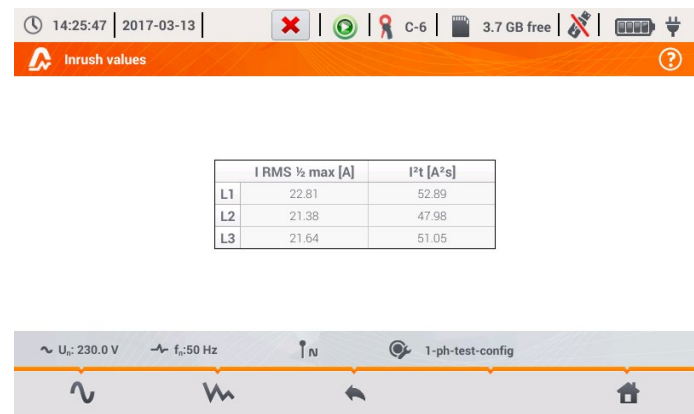 14:25:47 2017-03-13 C-6 3.7 GB free
Inrush values ?
I RMS ½ max [A] I²t [A²s]
L1 22.81 52.89
L2 21.38 47.98
L3 21.64 51.05
Uₙ: 230.0 V fₙ:50 Hz N 1-ph-test-config